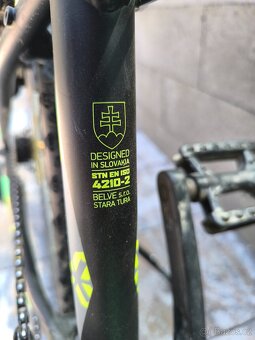 DESIGNED
IN SLOVAKIA
STN EN ISO
4210-2
BELVE s.r.o.
STARA TURA